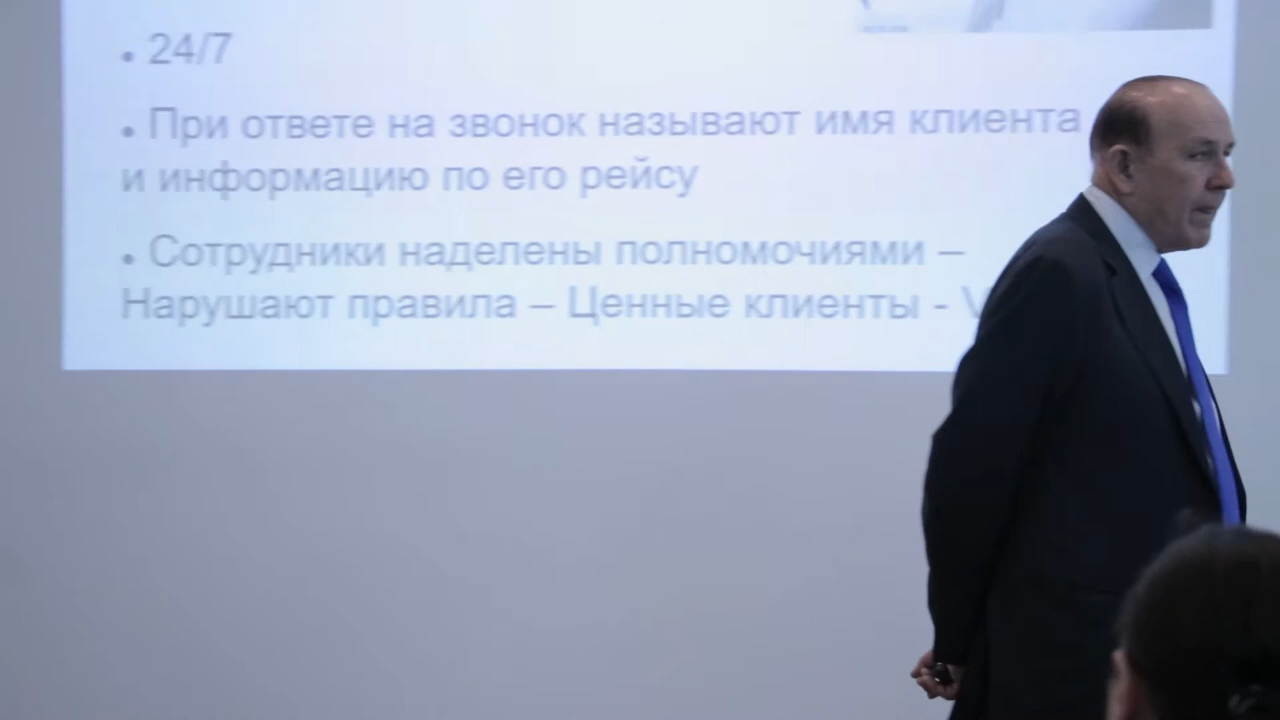 • 24/7
• При ответе на звонок называют имя клиента
и информацию по его рейсу
• Сотрудники наделены полномочиями –
Нарушают правила – Ценные клиенты -